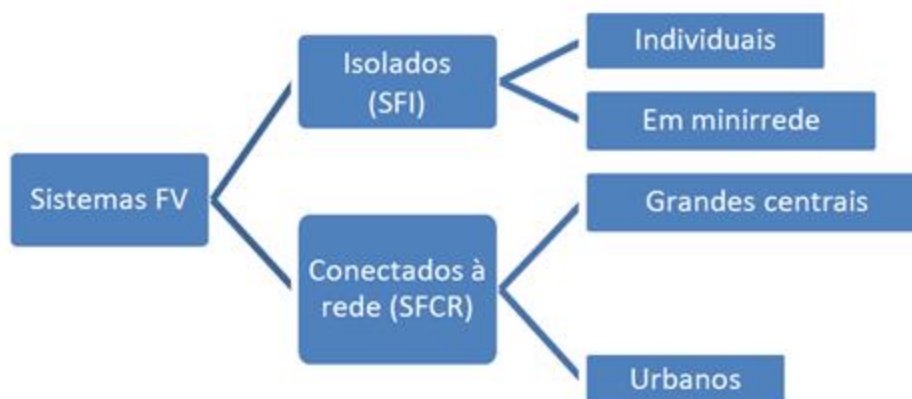 Sistemas FV
Isolados
(SFI)
Individuais
Em minirrede
Conectados à
rede (SFCR)
Grandes centrais
Urbanos